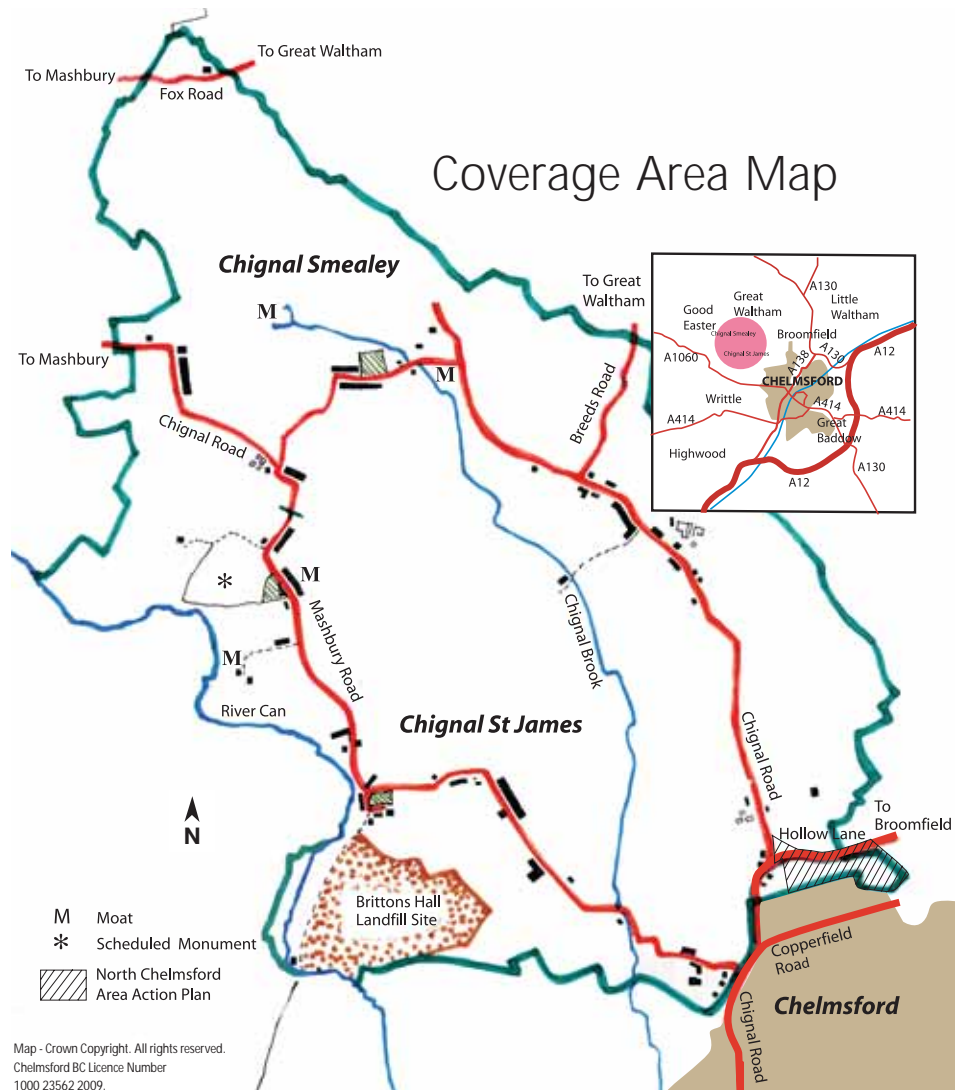 To Great Waltham
To Mashbury
Fox Road
Coverage Area Map
Chignal Smealey
To Great
Waltham
M
To Mashbury
M
Breeds Road
Chignal Road
A130
Great
Waltham
Little
Waltham
Good
Easter
Chignal Smealey
Broomfield
A12
A1060
Chignal St James
A138
A130
CHELMSFORD
Writtle
A414
A414
A414
Great
Baddow
Highwood
A12
A130
*
M
Mashbury Road
Chignal Brook
M
River Can
Chignal St James
Chignal Road
N
To
Broomfield
Hollow Lane
Brittons Hall
Landfill Site
M Moat
* Scheduled Monument
North Chelmsford
Area Action Plan
Copperfield
Road
Chelmsford
Chignal Road
Map - Crown Copyright. All rights reserved.
Chelmsford BC Licence Number
1000 23562 2009.